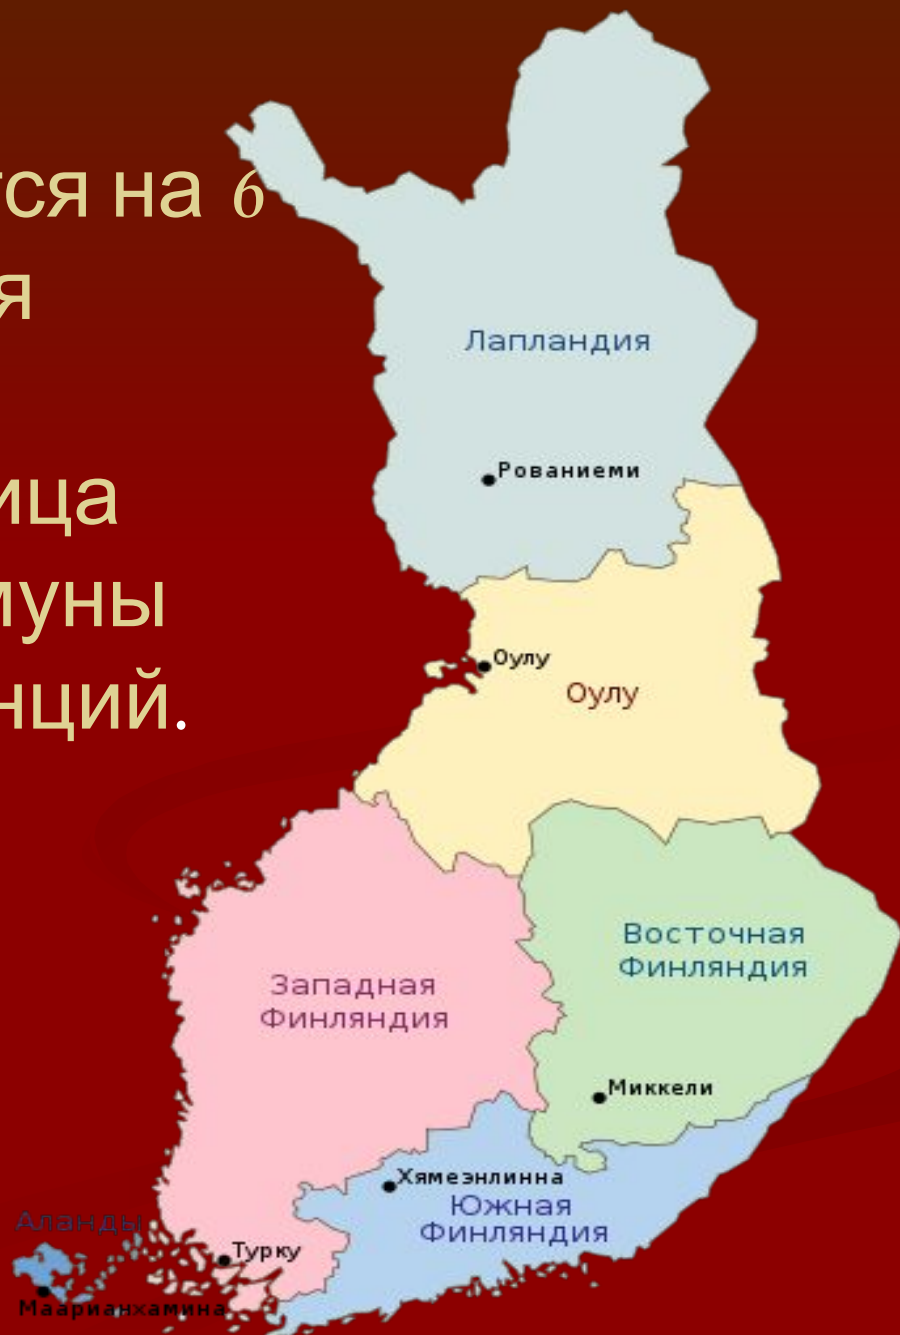 тся на 6
я
ица
муны
нций.
Лапландия
Рованиеми
Оулу
Оулу
Восточная
Финляндия
Западная
Финляндия
Миккели
Хямеэнлинна
Южная
Финляндия
Аланды
Турку
Маарианхамина